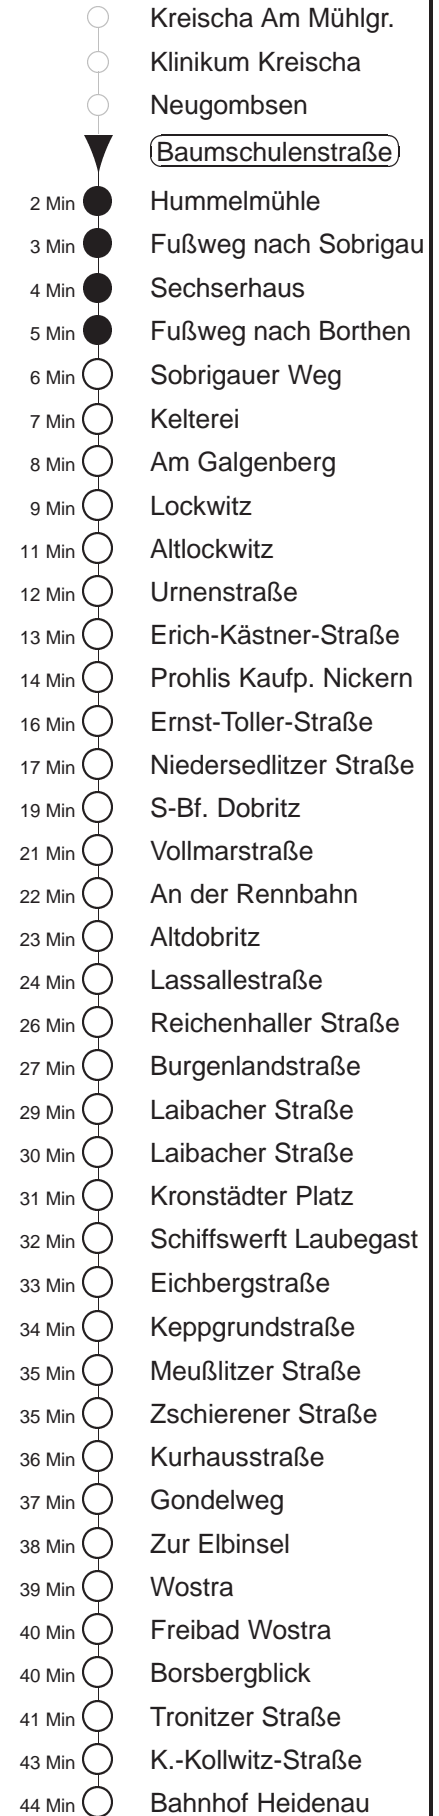 Kreischa Am Mühlgr.
Klinikum Kreischa
Neugombsen
Baumschulenstraße
2 Min Hummelmühle
3 Min Fußweg nach Sobrigau
4 Min Sechserhaus
5 Min Fußweg nach Borthen
6 Min Sobrigauer Weg
7 Min Kelterei
8 Min Am Galgenberg
9 Min Lockwitz
11 Min Altlockwitz
12 Min Urnenstraße
13 Min Erich-Kästner-Straße
14 Min Prohlis Kaufp. Nickern
16 Min Ernst-Toller-Straße
17 Min Niedersedlitzer Straße
19 Min S-Bf. Dobritz
21 Min Vollmarstraße
22 Min An der Rennbahn
23 Min Altdobritz
24 Min Lassallestraße
26 Min Reichenhaller Straße
27 Min Burgenlandstraße
29 Min Laibacher Straße
30 Min Laibacher Straße
31 Min Kronstädter Platz
32 Min Schiffswerft Laubegast
33 Min Eichbergstraße
34 Min Keppgrundstraße
35 Min Meußlitzer Straße
35 Min Zschierener Straße
36 Min Kurhausstraße
37 Min Gondelweg
38 Min Zur Elbinsel
39 Min Wostra
40 Min Freibad Wostra
40 Min Borsbergblick
41 Min Tronitzer Straße
43 Min K.-Kollwitz-Straße
44 Min Bahnhof Heidenau